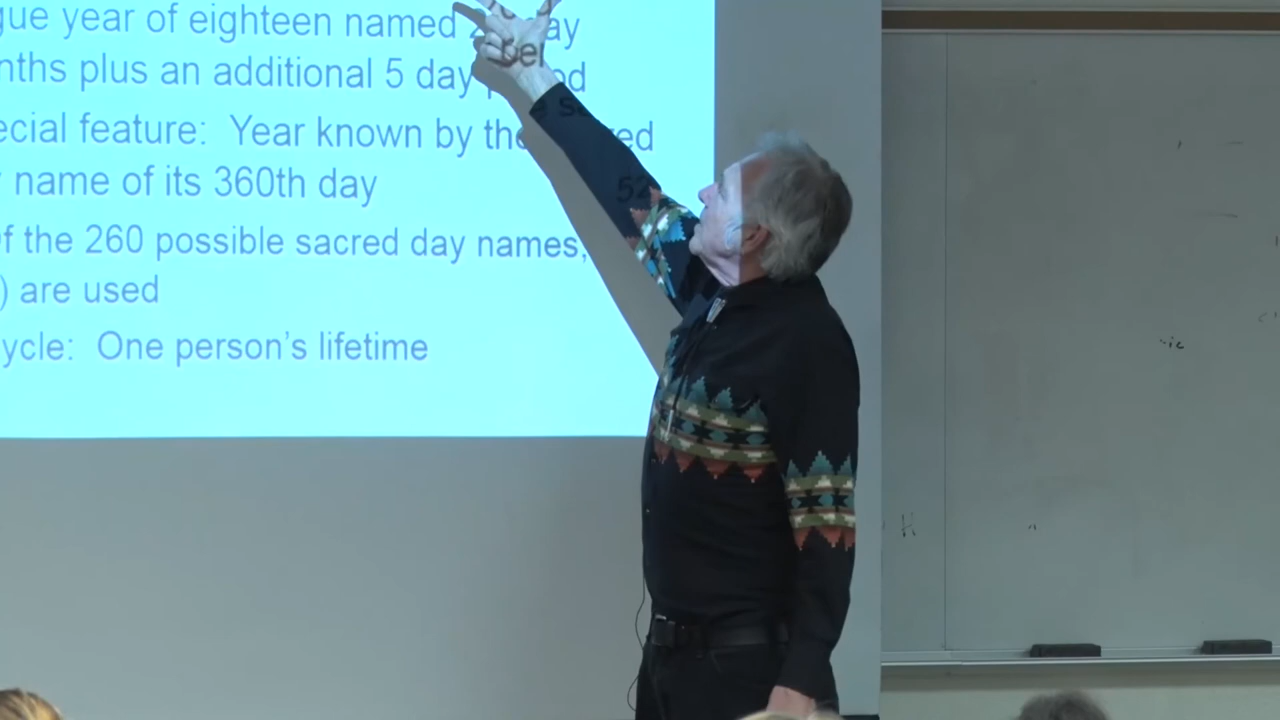 gue year of eighteen named 20 day
nths plus an additional 5 day
ecial feature: Year known by the
name of its 360th day
f the 260 possible sacred day names,
52
) are used
ycle: One person's lifetime